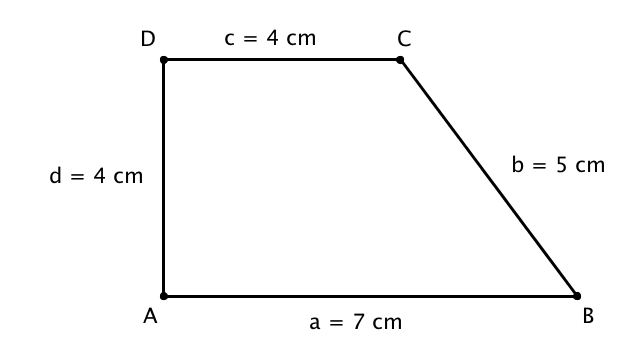 D
c = 4 cm
C
d = 4 cm
b = 5 cm
A
a = 7 cm
B